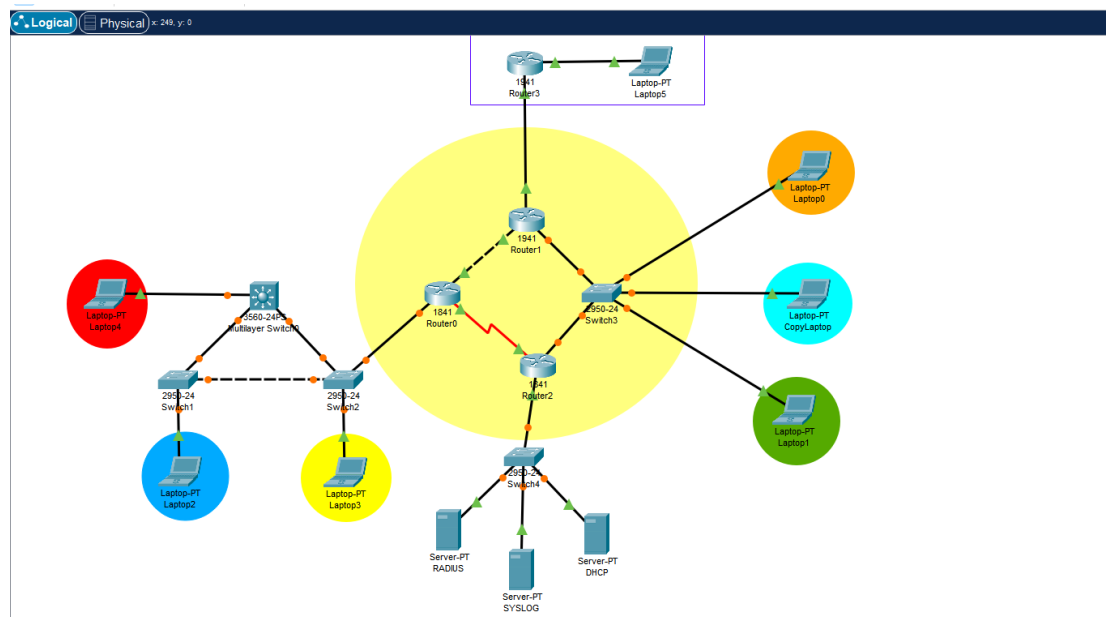 Logical Physical x: 249, y: 0
1941
Router3
Laptop-PT
Laptop5
Laptop-PT
Laptop0
1941
Router1
Laptop-PT
Laptop4
3560-24PS
Multilayer Switch0
1841
Router0
2950-24
Switch3
Laptop-PT
CopyLaptop
1841
Router2
2950-24
Switch1
2950-24
Switch2
Laptop-PT
Laptop1
2950-24
Switch4
Laptop-PT
Laptop2
Laptop-PT
Laptop3
Server-PT
RADIUS
Server-PT
DHCP
Server-PT
SYSLOG